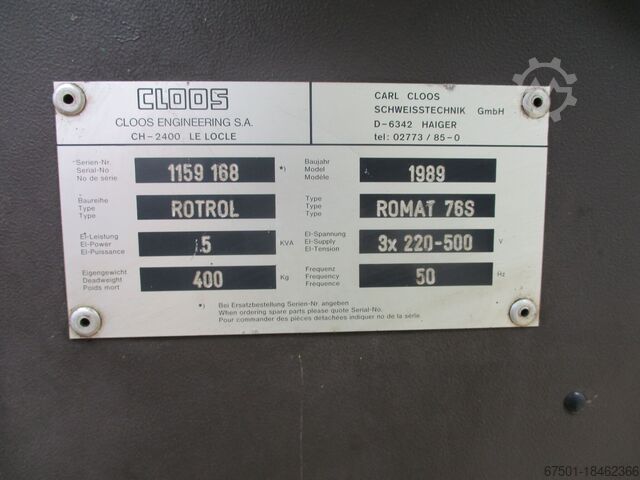 CLOOS
CLOOS ENGINEERING S.A.
CH-2400 LE LOCLE
CARL CLOOS
SCHWEISSTECHNIK GmbH
D-6342 HAIGER
tel: 02773 / 85-0
Serien-Nr.
Serial-No
No de série
1159 168 *)
Baujahr
Model
Modèle
1989
Baureihe
Type
Type
ROTROL
Type
Type
Type
ROMAT 76S
El-Leistung
El-Power
El-Puissance
5 KVA
El-Spannung
El-Supply
El-Tension
3x 220-500 V
Eigengewicht
Deadweight
Poids mort
400 Kg
Frequenz
Frequency
Fréquence
50 Hz
*) Bei Ersatzbestellung Serien-Nr. angeben
When ordering spare parts please quote Serial-No.
Pour commander des pièces détachées indiquer no de la série
67501-18462366